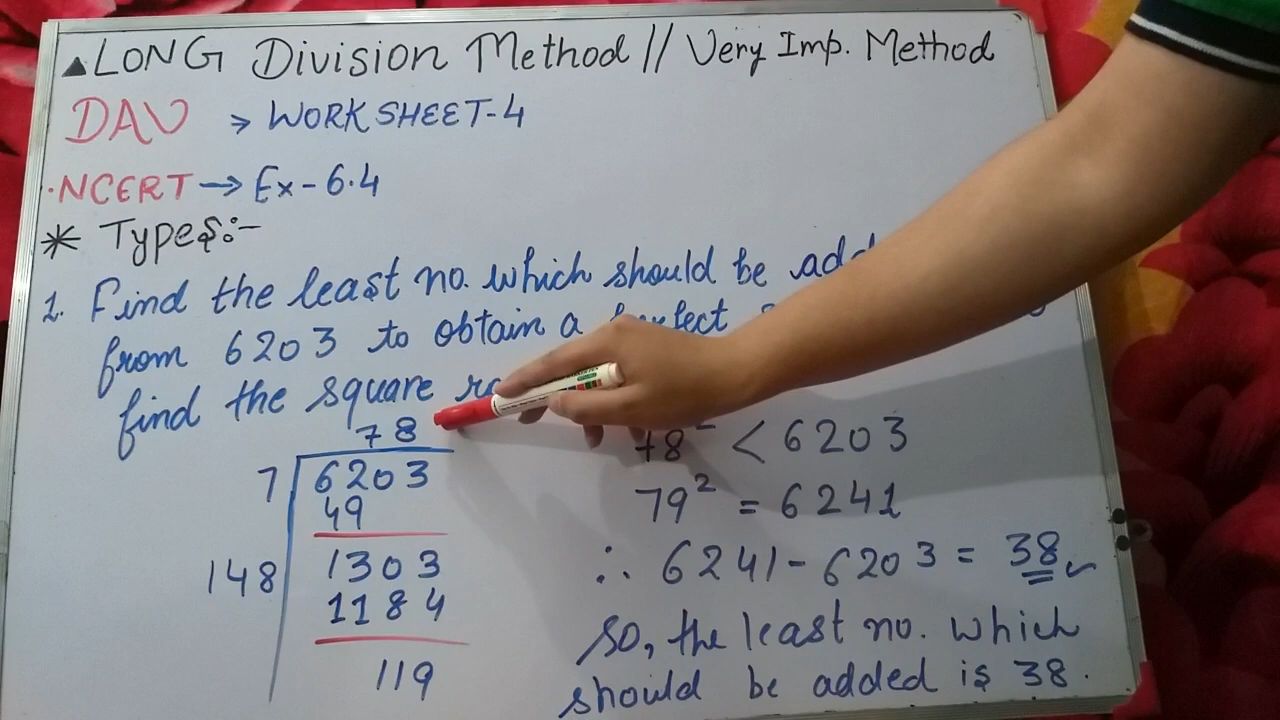 ▲LONG Division Method // Very Imp. Method
DAV > WORKSHEET-4
·NCERT → Ex-6.4
* Types:-
1. Find the least no. which should be
from 6203 to obtain a
find the square
78
7 6203
49
148 1303
1184
119
78² < 6203
79² = 6241
∴ 6241-6203 = 38 ✓
so, the least no. which
should be added is 38.